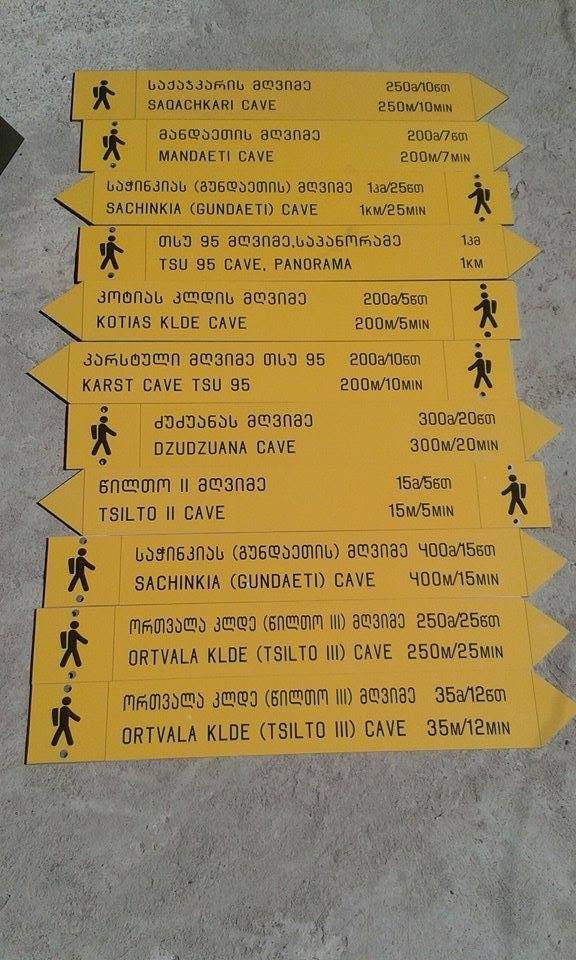 საქაჯკარის მღვიმე 250მ/10წთ
SAQACHKARI CAVE 250M/10MIN
მანდაეთის მღვიმე 200მ/7წთ
MANDAETI CAVE 200M/7MIN
საჭინკიას (გუნდაეთის) მღვიმე 1კმ/25წთ
SACHINKIA (GUNDAETI) CAVE 1KM/25MIN
თსუ 95 მღვიმე,საპანორამე 1კმ
TSU 95 CAVE, PANORAMA 1KM
კოტიას კლდის მღვიმე 200მ/5წთ
KOTIAS KLDE CAVE 200M/5MIN
კარსტული მღვიმე თსუ 95 200მ/10წთ
KARST CAVE TSU 95 200M/10MIN
ძუძუანას მღვიმე 300მ/20წთ
DZUDZUANA CAVE 300M/20MIN
წილთო II მღვიმე 15მ/5წთ
TSILTO II CAVE 15M/5MIN
საჭინკიას (გუნდაეთის) მღვიმე 400მ/15წთ
SACHINKIA (GUNDAETI) CAVE 400M/15MIN
ორთვალა კლდე (წილთო III) მღვიმე 250მ/25წთ
ORTVALA KLDE (TSILTO III) CAVE 250M/25MIN
ორთვალა კლდე (წილთო III) მღვიმე 35მ/12წთ
ORTVALA KLDE (TSILTO III) CAVE 35M/12MIN